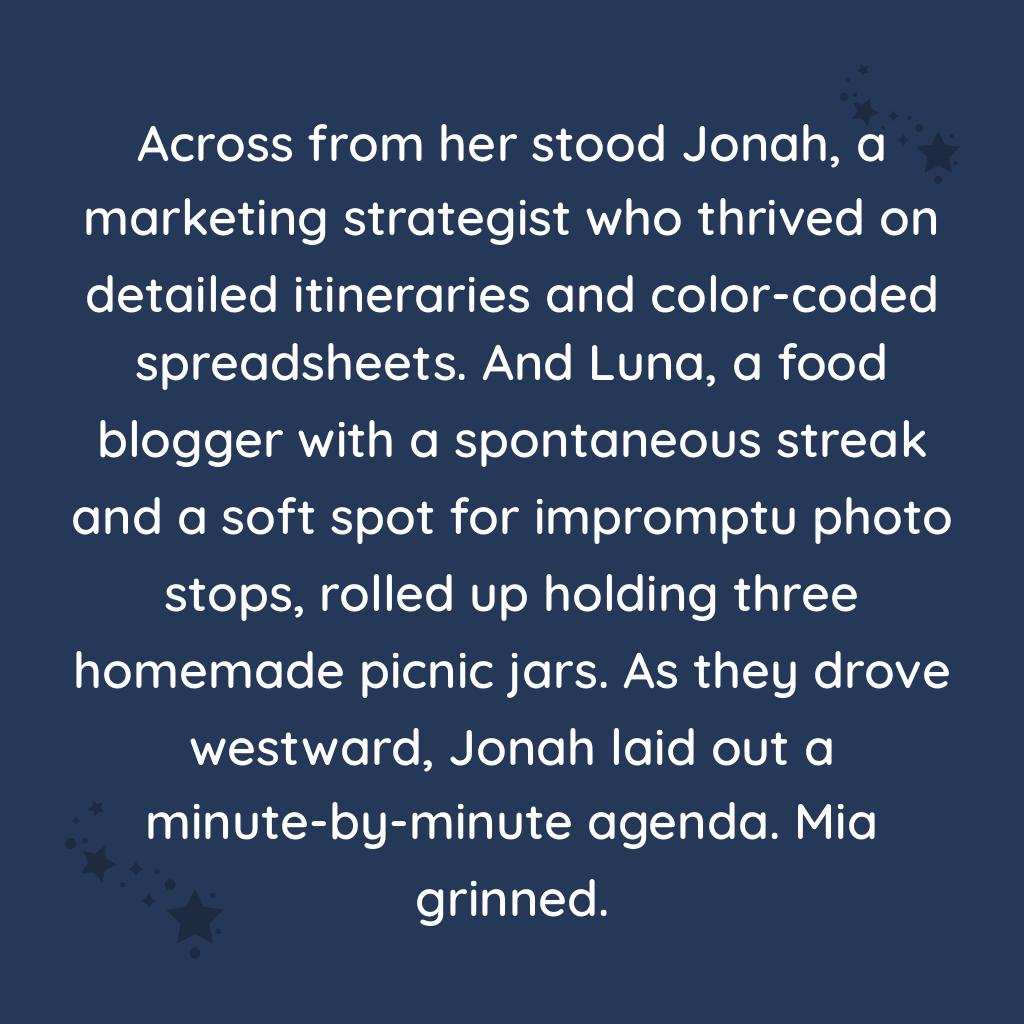 Across from her stood Jonah, a
marketing strategist who thrived on
detailed itineraries and color-coded
spreadsheets. And Luna, a food
blogger with a spontaneous streak
and a soft spot for impromptu photo
stops, rolled up holding three
homemade picnic jars. As they drove
westward, Jonah laid out a
minute-by-minute agenda. Mia
grinned.